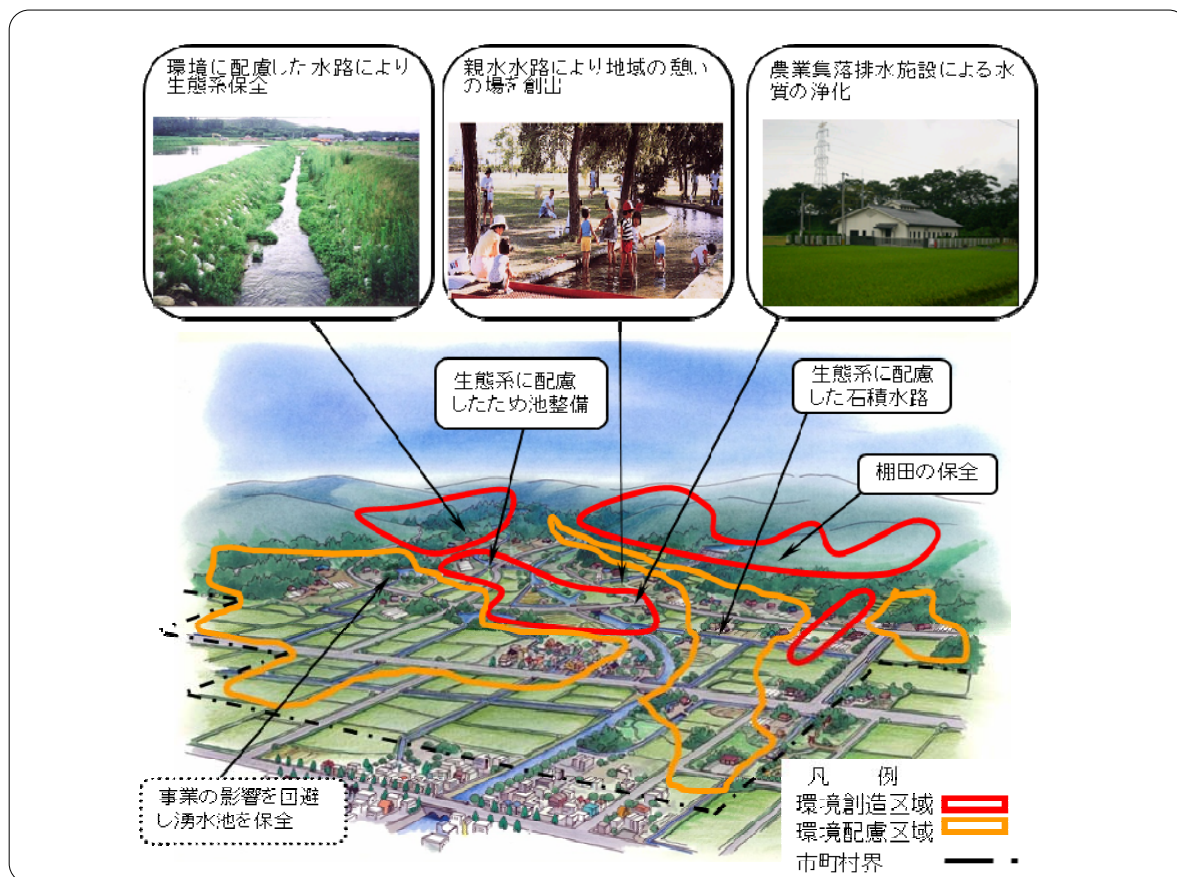 環境に配慮した水路により
生態系保全
親水水路により地域の憩い
の場を創出
農業集落排水施設による水
質の浄化
生態系に配慮
したため池整備
生態系に配慮
した石積水路
棚田の保全
事業の影響を回避
し湧水池を保全
凡　例
環境創造区域
環境配慮区域
市町村界